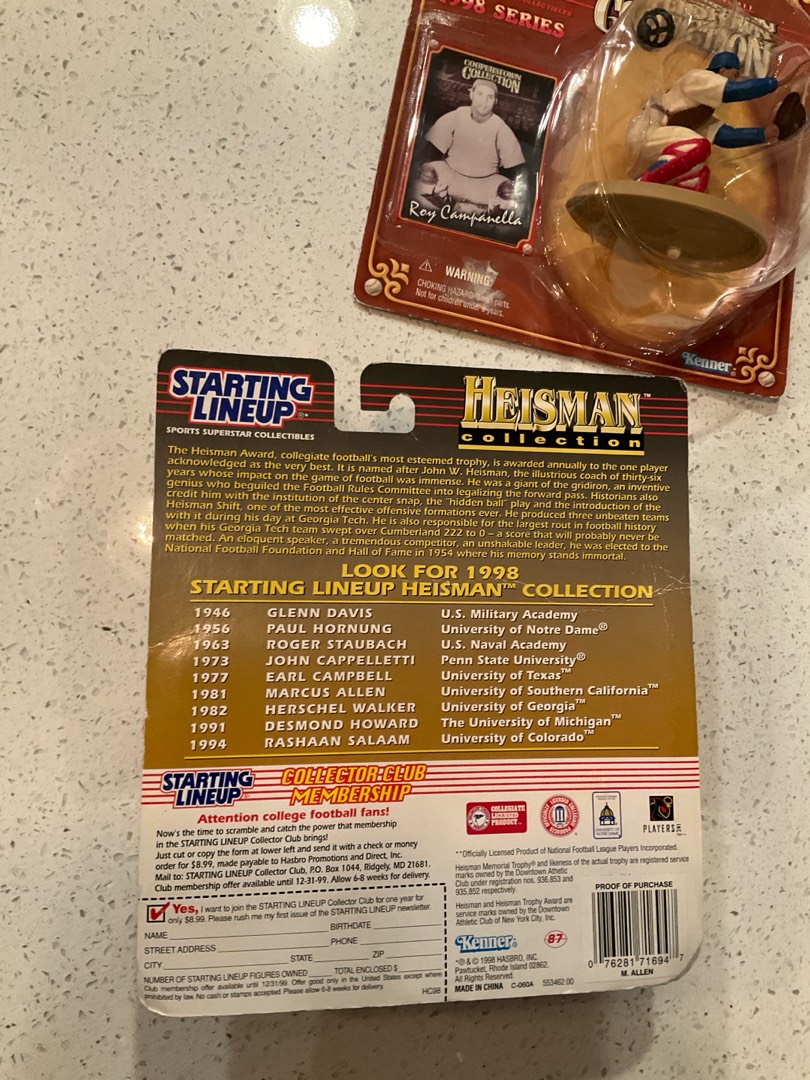 1998 SERIES
COOPERSTOWN
COLLECTION
Roy Campanella
WARNING:
CHOKING HAZARD-Small parts.
Not for children under 3 years.
Kenner
STARTING
LINEUP
SPORTS SUPERSTAR COLLECTIBLES
HEISMAN™
collection
The Heisman Award, collegiate football's most esteemed trophy, is awarded annually to the one player
acknowledged as the very best. It is named after John W. Heisman, the illustrious coach of thirty-six
years whose impact on the game of football was immense. He was a giant of the gridiron, an inventive
genius who beguiled the Football Rules Committee into legalizing the forward pass. Historians also
credit him with the institution of the center snap, the "hidden ball" play and the introduction of the
Heisman Shift, one of the most effective offensive formations ever. He produced three unbeaten teams
with it during his day at Georgia Tech. He is also responsible for the largest rout in football history
when his Georgia Tech team swept over Cumberland 222 to 0 – a score that will probably never be
matched. An eloquent speaker, a tremendous competitor, an unshakable leader, he was elected to the
National Football Foundation and Hall of Fame in 1954 where his memory stands immortal.
LOOK FOR 1998
STARTING LINEUP HEISMAN™ COLLECTION
1946 GLENN DAVIS U.S. Military Academy
1956 PAUL HORNUNG University of Notre Dame®
1963 ROGER STAUBACH U.S. Naval Academy
1973 JOHN CAPPELLETTI Penn State University®
1977 EARL CAMPBELL University of Texas™
1981 MARCUS ALLEN University of Southern California™
1982 HERSCHEL WALKER University of Georgia™
1991 DESMOND HOWARD The University of Michigan™
1994 RASHAAN SALAAM University of Colorado™
STARTING
LINEUP
COLLECTOR CLUB
MEMBERSHIP
Attention college football fans!
Now's the time to scramble and catch the power that membership
in the STARTING LINEUP Collector Club brings!
Just cut or copy the form at lower left and send it with a check or money
order for $8.99, made payable to Hasbro Promotions and Direct, Inc.
Mail to: STARTING LINEUP Collector Club, P.O. Box 1044, Ridgely, MD 21681.
Club membership offer available until 12-31-99. Allow 6-8 weeks for delivery.
Yes, I want to join the STARTING LINEUP Collector Club for one year for
only $8.99. Please rush me my first issue of the STARTING LINEUP newsletter.
NAME BIRTHDATE
STREET ADDRESS PHONE
CITY STATE ZIP
NUMBER OF STARTING LINEUP FIGURES OWNED TOTAL ENCLOSED $
Club membership offer available until 12/31/99. Offer good only in the United States except where
prohibited by law. No cash or stamps accepted. Please allow 6-8 weeks for delivery.
HC98
COLLEGIATE
LICENSED
PRODUCT
PLAYERS INC
**Officially Licensed Product of National Football League Players Incorporated.
Heisman Memorial Trophy® and likeness of the actual trophy are registered service
marks owned by the Downtown Athletic
Club under registration nos. 936,853 and
935,852 respectively.
Heisman and Heisman Trophy Award are
service marks owned by the Downtown
Athletic Club of New York City, Inc.
Kenner®
87
*® & © 1998 HASBRO, INC.
Pawtucket, Rhode Island 02862.
All Rights Reserved.
MADE IN CHINA C-060A 553462.00
PROOF OF PURCHASE
0 76281 71694 7
M. ALLEN